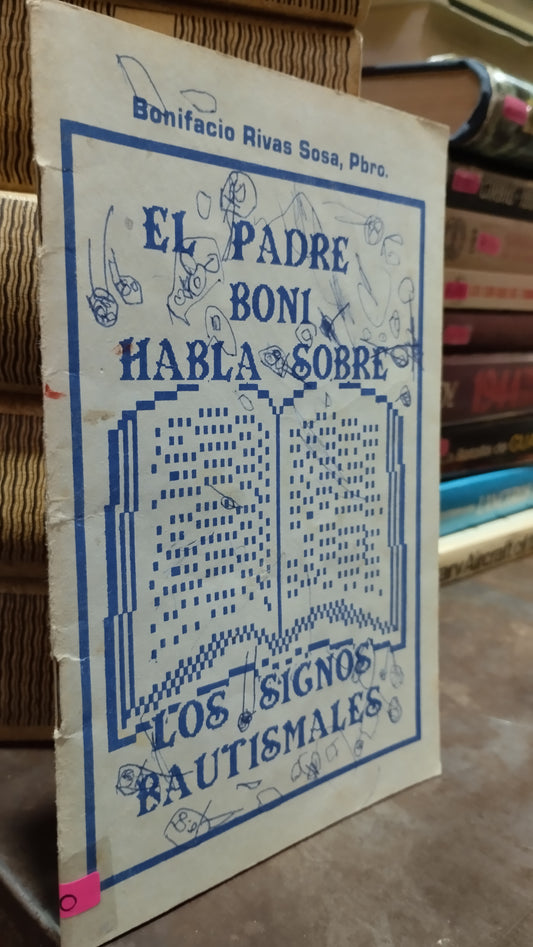 Bonifacio Rivas Sosa, Pbro.
EL PADRE
BONI
HABLA SOBRE
LOS SIGNOS
BAUTISMALES